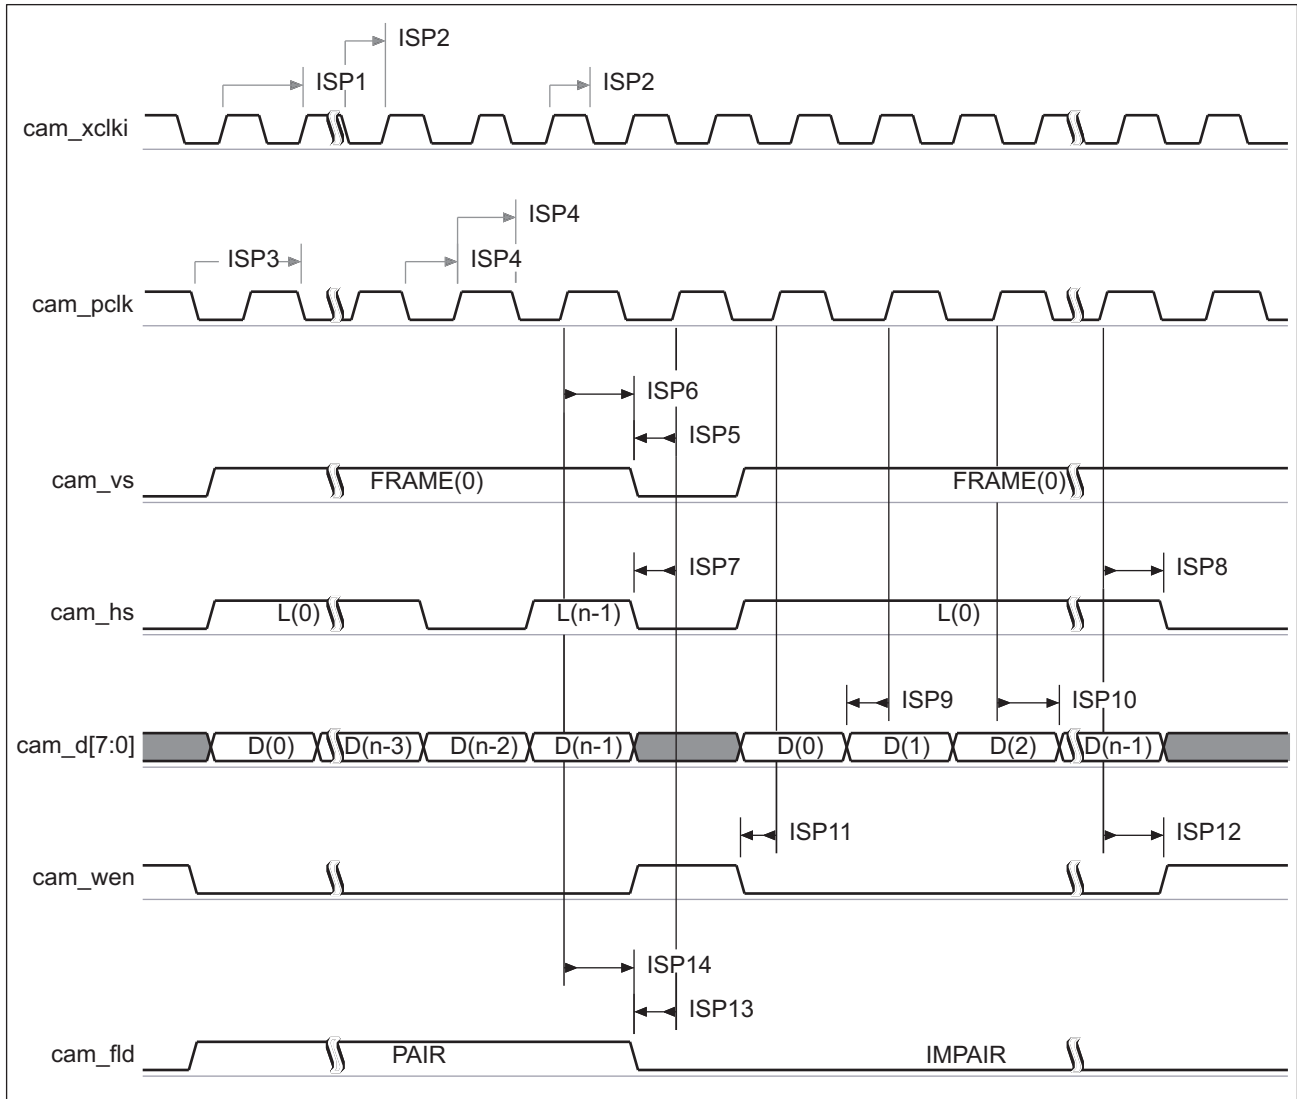 ISP2
ISP1 ISP2
cam_xclki
ISP4
ISP3 ISP4
cam_pclk
ISP6
ISP5
cam_vs FRAME(0) FRAME(0)
ISP7 ISP8
cam_hs L(0) L(n-1) L(0)
ISP9 ISP10
cam_d[7:0] D(0) D(n-3) D(n-2) D(n-1) D(0) D(1) D(2) D(n-1)
ISP11 ISP12
cam_wen
ISP14
ISP13
cam_fld PAIR IMPAIR